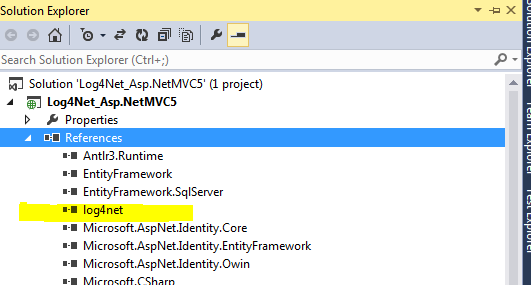 Solution Explorer
Search Solution Explorer (Ctrl+;)
Solution 'Log4Net_Asp.NetMVC5' (1 project)
Log4Net_Asp.NetMVC5
Properties
References
Antlr3.Runtime
EntityFramework
EntityFramework.SqlServer
log4net
Microsoft.AspNet.Identity.Core
Microsoft.AspNet.Identity.EntityFramework
Microsoft.AspNet.Identity.Owin
Microsoft.CSharp
Solution Explorer
Team Explorer
Test Explorer